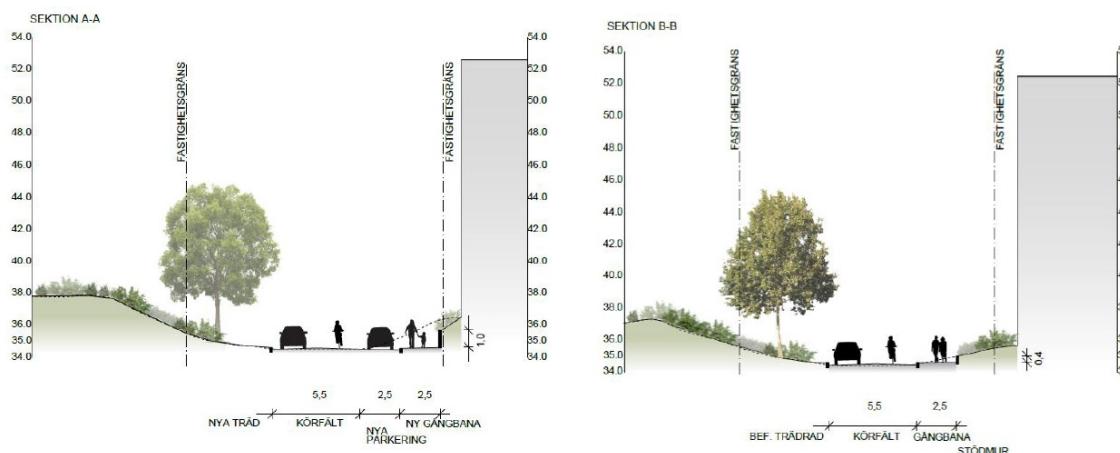 SEKTION A-A
54.0
52.0
50.0
48.0
46.0
44.0
42.0
40.0
38.0
36.0
35.0
34.0
FASTIGHETSGRÄNS
FASTIGHETSGRÄNS
54.0
52.0
50.0
48.0
46.0
44.0
42.0
40.0
38.0
36.0
35.0
34.0
1,0
5,5
2,5
2,5
NYA TRÄD
KÖRFÄLT
NYA
PARKERING
NY GÅNGBANA
SEKTION B-B
54.0
52.0
50.0
48.0
46.0
44.0
42.0
40.0
38.0
36.0
35.0
34.0
FASTIGHETSGRÄNS
FASTIGHETSGRÄNS
0,4
5,5
2,5
BEF. TRÄDRAD
KÖRFÄLT
GÅNGBANA
STÖDMUR